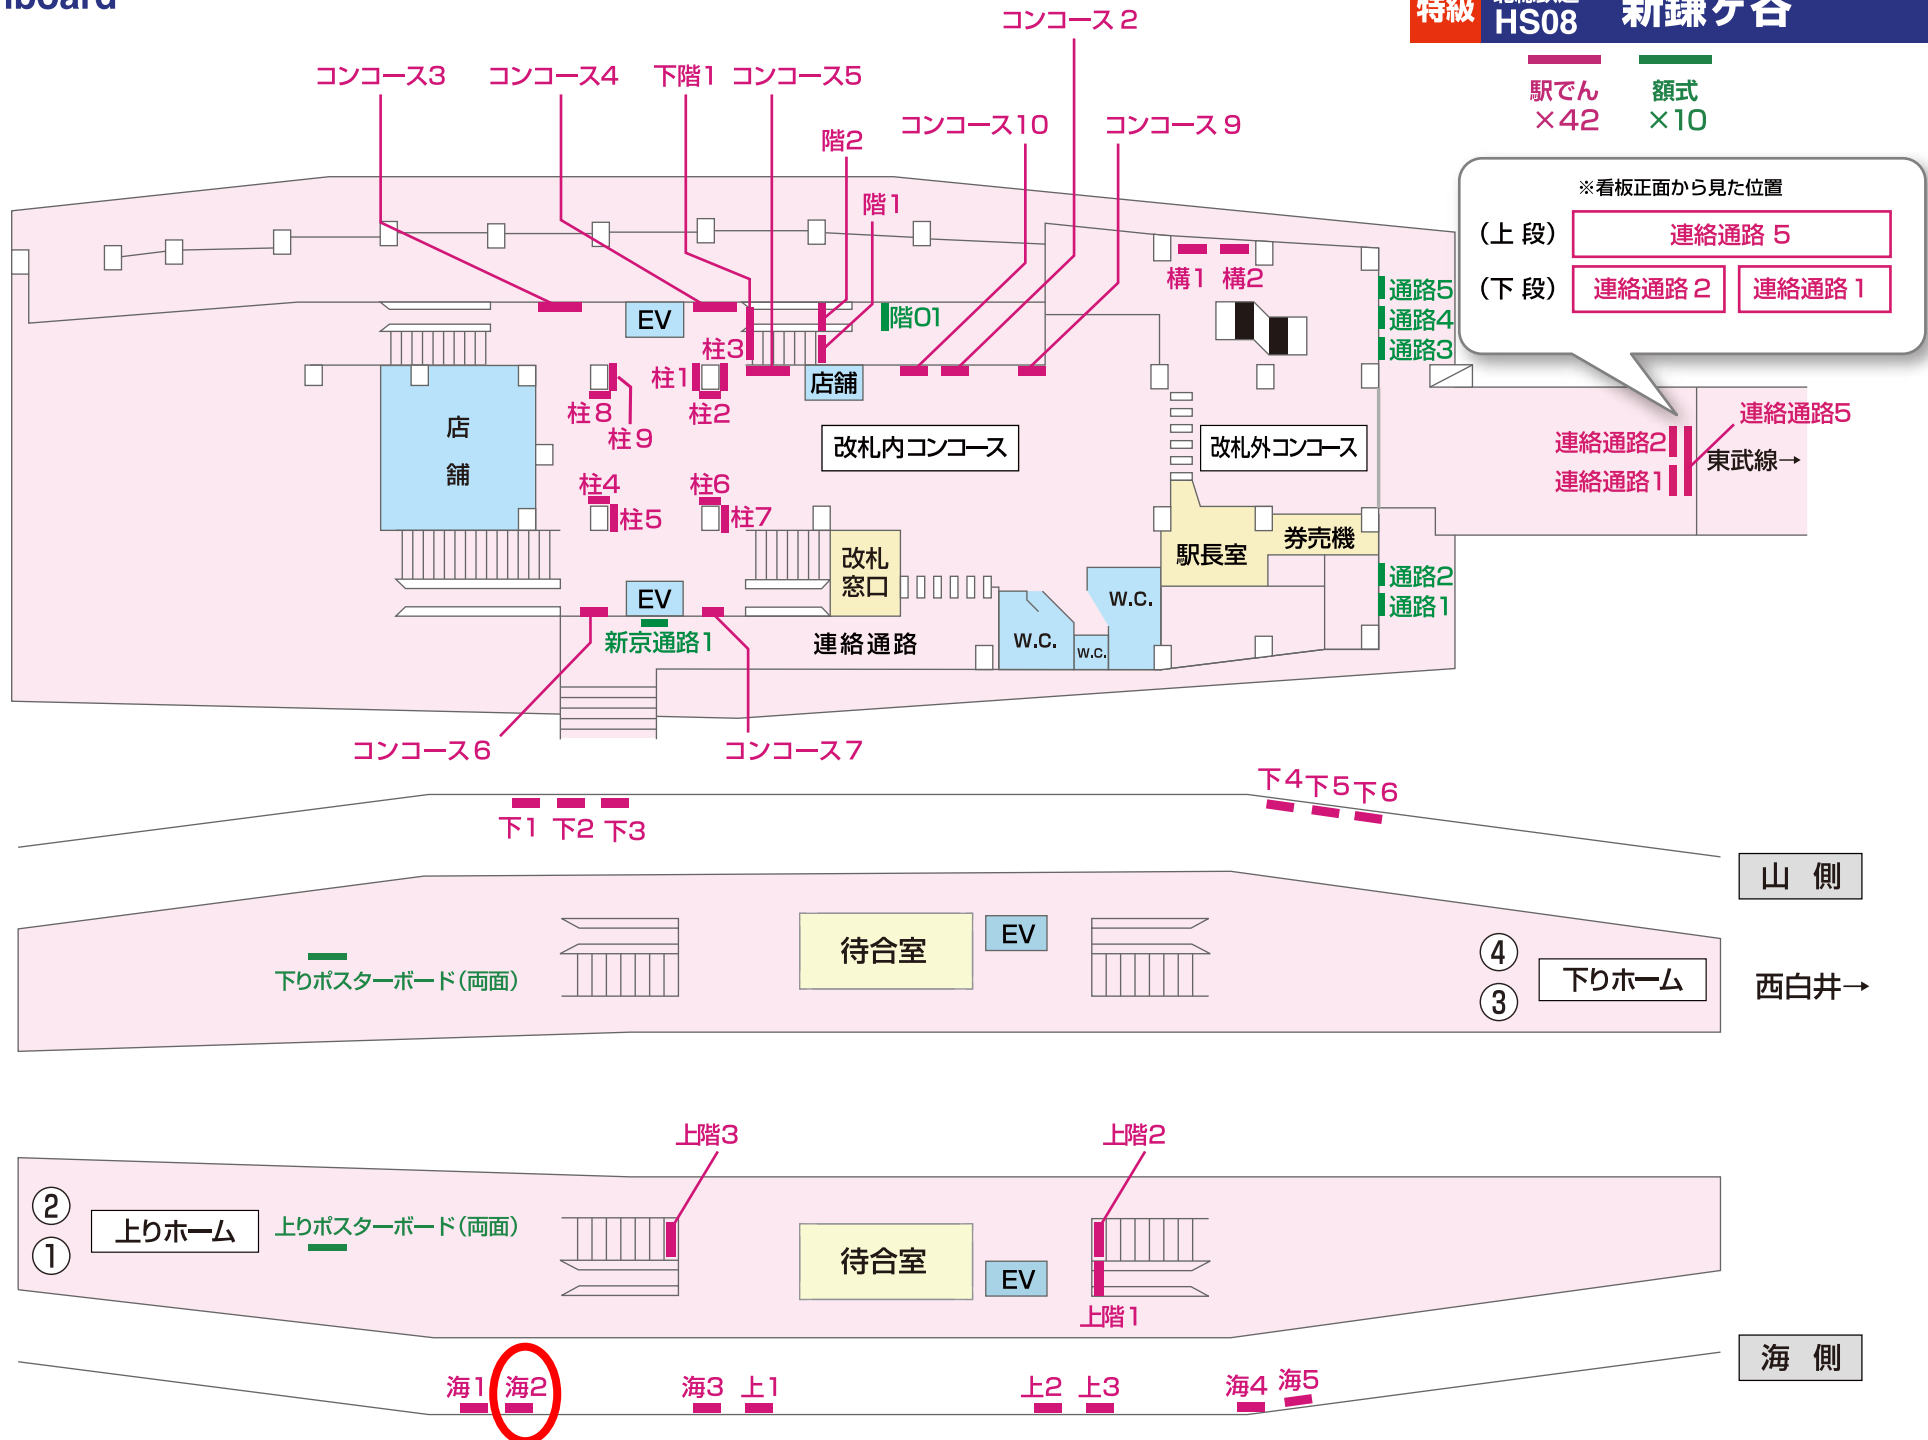 特級
HS08
新鎌ケ谷
駅でん
×42
額式
×10
コンコース 2
コンコース3
コンコース4
下階1
コンコース5
階2
コンコース10
コンコース 9
階1
※看板正面から見た位置
（上 段）
連絡通路 5
（下 段）
連絡通路 2
連絡通路 1
構1
構2
通路5
通路4
通路3
EV
階01
柱3
柱1
店舗
柱8
柱9
柱2
店
舗
改札内コンコース
改札外コンコース
連絡通路5
連絡通路2
連絡通路1
東武線→
柱4
柱5
柱6
柱7
改札
窓口
駅長室
券売機
通路2
通路1
EV
新京通路1
連絡通路
W.C.
W.C.
W.C.
コンコース 6
コンコース 7
下1
下2
下3
下4
下5
下6
山 側
下りポスターボード（両面）
待合室
EV
④
③
下りホーム
西白井→
上階3
上階2
②
①
上りホーム
上りポスターボード（両面）
待合室
EV
上階1
海 側
海1
海2
海3
上1
上2
上3
海4
海5